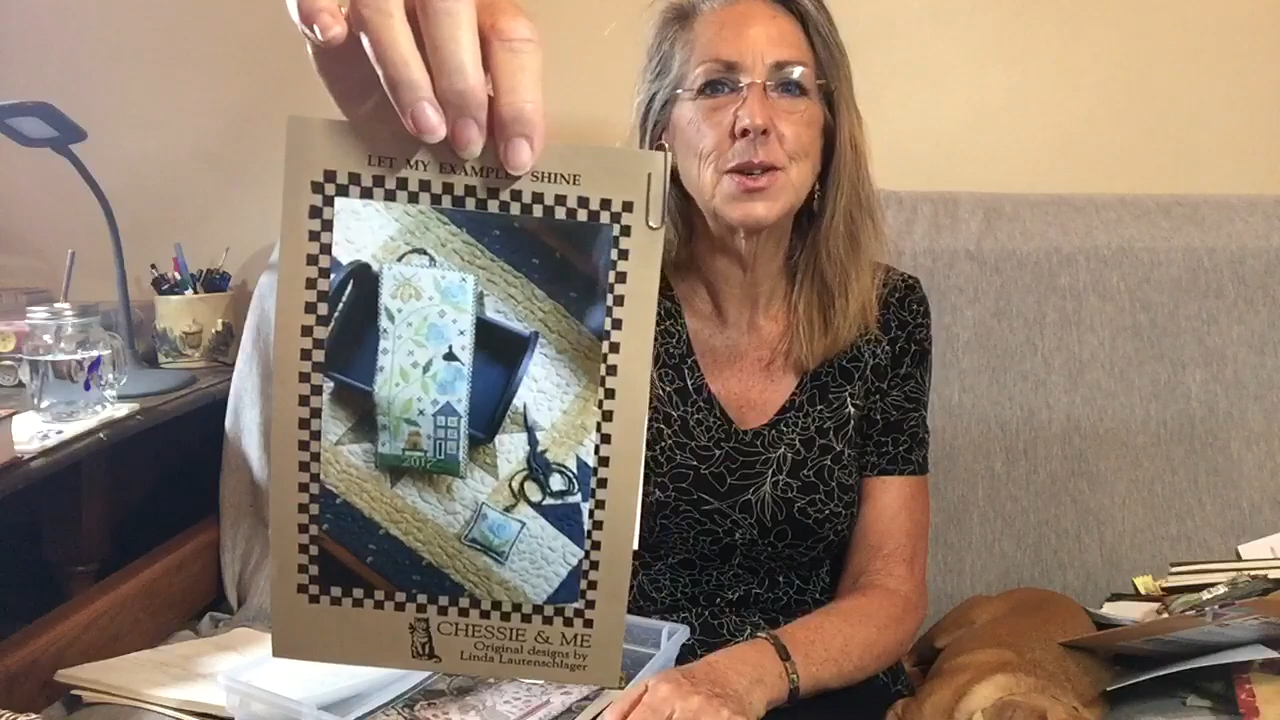 LET MY EXAMPLE SHINE
2012
CHESSIE & ME
Original designs by
Linda Lautenschlager